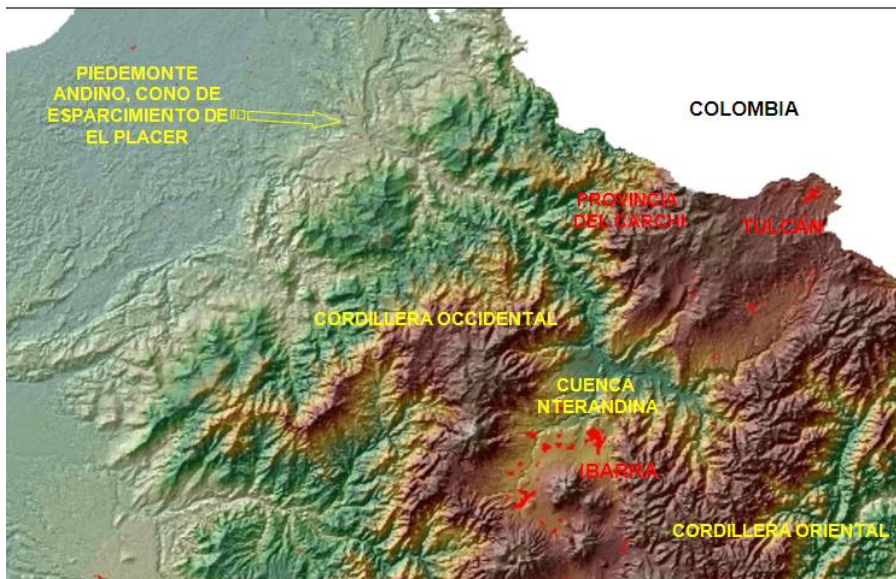 PIEDEMONTE
ANDINO, CONO DE
ESPARCIMIENTO DE
EL PLACER
COLOMBIA
PROVINCIA
DEL CARCHI
TULCÁN
CORDILLERA OCCIDENTAL
CUENCA
NTERANDINA
IBARRA
CORDILLERA ORIENTAL